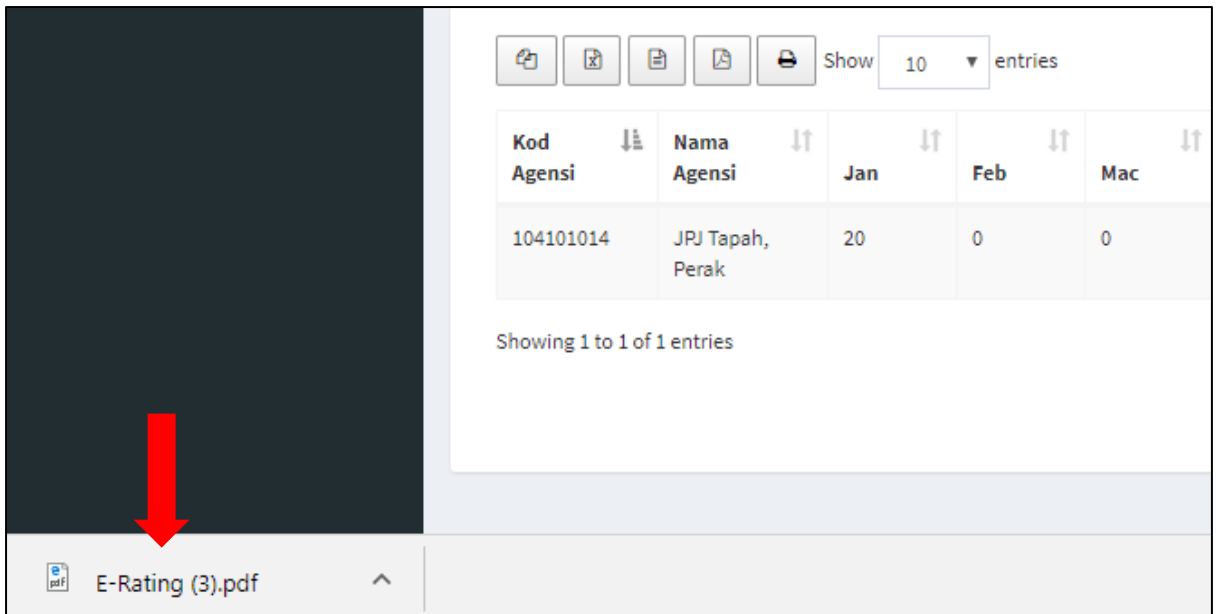 Show 10 entries
Kod Agensi Nama Agensi Jan Feb Mac
104101014 JPJ Tapah, Perak 20 0 0
Showing 1 to 1 of 1 entries
E-Rating (3).pdf